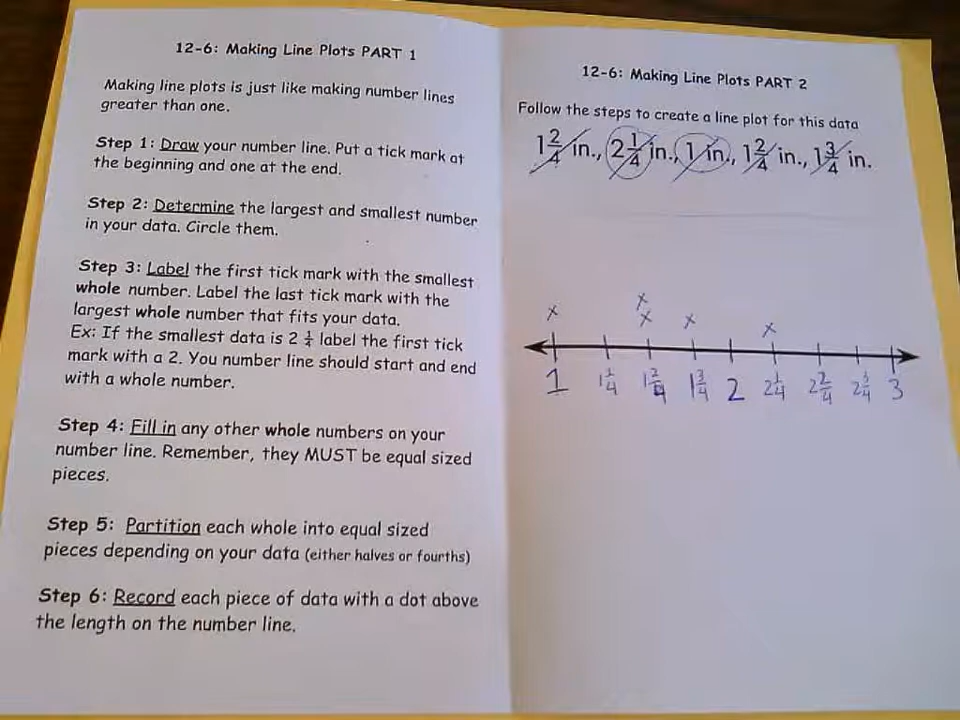 12-6: Making Line Plots PART 1
Making line plots is just like making number lines
greater than one.
Step 1: Draw your number line. Put a tick mark at
the beginning and one at the end.
Step 2: Determine the largest and smallest number
in your data. Circle them.
Step 3: Label the first tick mark with the smallest
whole number. Label the last tick mark with the
largest whole number that fits your data.
Ex: If the smallest data is 2 1/4 label the first tick
mark with a 2. You number line should start and end
with a whole number.
Step 4: Fill in any other whole numbers on your
number line. Remember, they MUST be equal sized
pieces.
Step 5: Partition each whole into equal sized
pieces depending on your data (either halves or fourths)
Step 6: Record each piece of data with a dot above
the length on the number line.
12-6: Making Line Plots PART 2
Follow the steps to create a line plot for this data
1 2/4 in., 2 1/4 in., 1 in., 1 2/4 in., 1 3/4 in.
x
x x x x
1 1 1/4 1 2/4 1 3/4 2 2 1/4 2 2/4 2 3/4 3